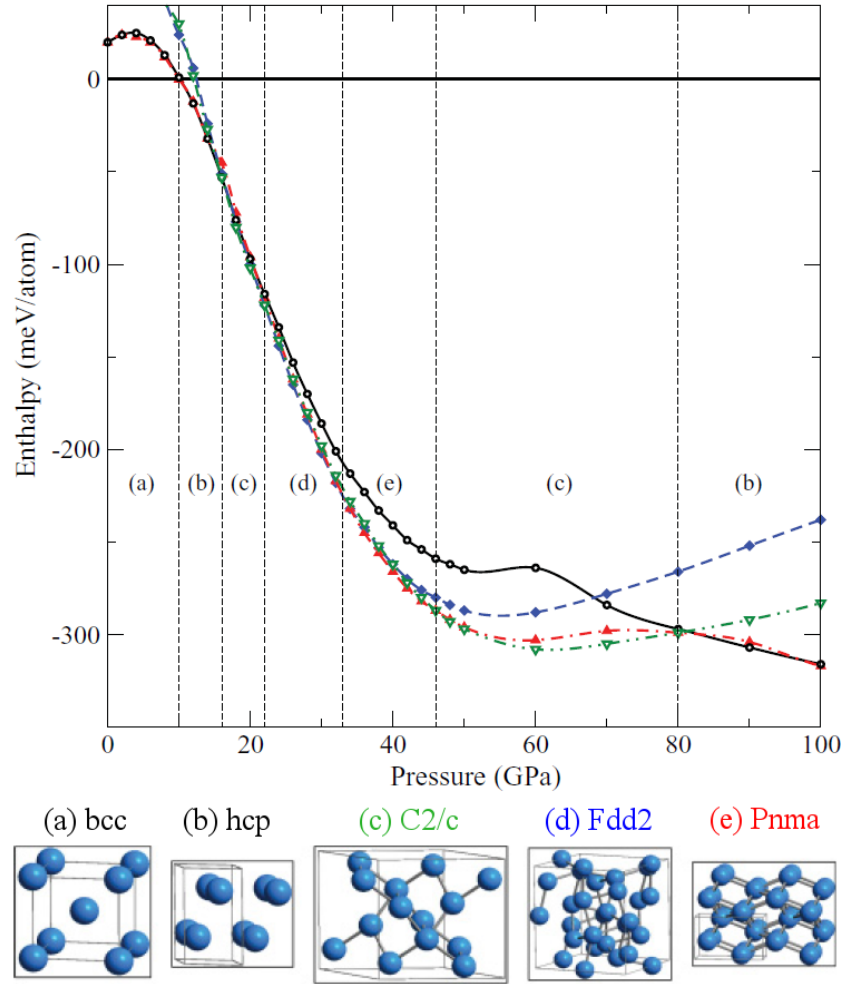 0
-100
-200
-300
Enthalpy (meV/atom)
(a)
(b)
(c)
(d)
(e)
(c)
(b)
0
20
40
60
80
100
Pressure (GPa)
(a) bcc
(b) hcp
(c) C2/c
(d) Fdd2
(e) Pnma